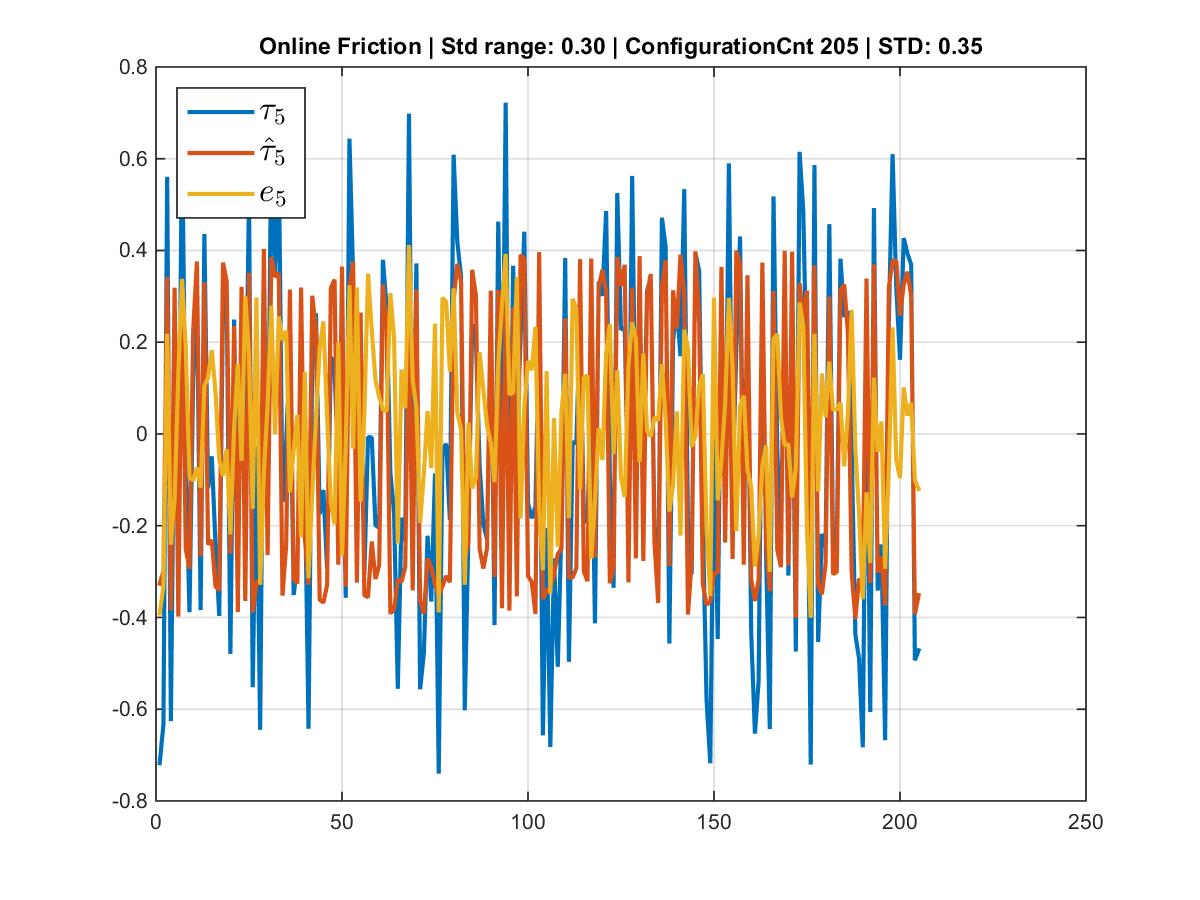 Online Friction | Std range: 0.30 | ConfigurationCnt 205 | STD: 0.35
0.8
0.6
0.4
0.2
0
-0.2
-0.4
-0.6
-0.8
τ₅
τ̂₅
e₅
0 50 100 150 200 250